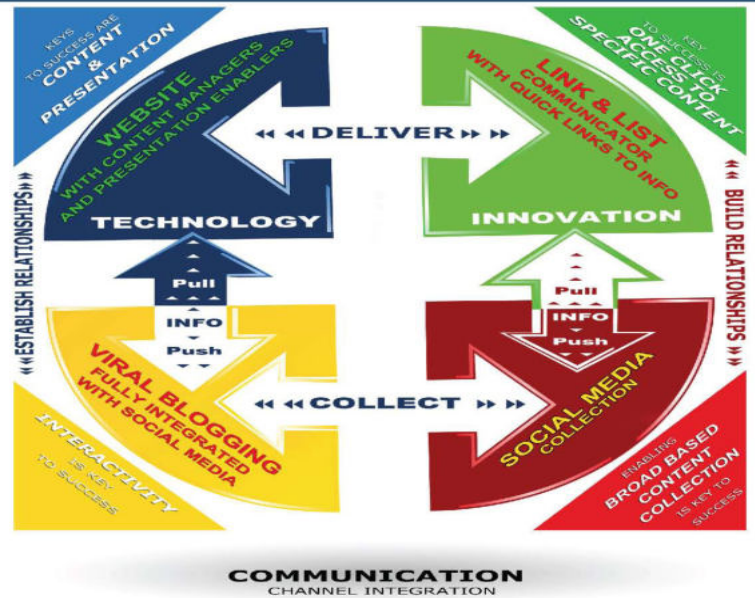 KEYS
TO SUCCESS ARE
CONTENT
&
PRESENTATION
KEY
TO SUCCESS IS
ONE CLICK
ACCESS TO
SPECIFIC CONTENT
WEBSITE
WITH CONTENT MANAGERS
AND PRESENTATION ENABLERS
TECHNOLOGY
DELIVER
LINK & LIST
COMMUNICATOR
WITH QUICK LINKS TO INFO
INNOVATION
ESTABLISH RELATIONSHIPS
BUILD RELATIONSHIPS
Pull
INFO
Push
Pull
INFO
Push
VIRAL BLOGGING
FULLY INTEGRATED
WITH SOCIAL MEDIA
COLLECT
SOCIAL MEDIA
COLLECTION
INTERACTIVITY
IS KEY
TO SUCCESS
ENABLING
BROAD BASED
CONTENT
COLLECTION
IS KEY TO
SUCCESS
COMMUNICATION
CHANNEL INTEGRATION